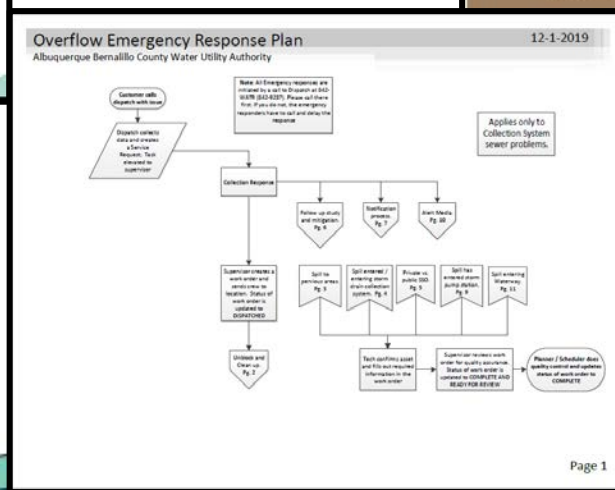 Overflow Emergency Response Plan
12-1-2019
Albuquerque Bernalillo County Water Utility Authority
Customer calls
dispatch with issue
Note: All Emergency responses are
initiated by a call to Dispatch at 842-
WATR (842-9287). Please call there
first. If you do not, the emergency
responders have to call and delay the
response
Applies only to
Collection System
sewer problems.
Dispatch collects
data and creates
a Service
Request; Task
elevated to
supervisor
Collection Response
Follow up study
and mitigation.
Pg. 6
Notification
process.
Pg. 7
Alert Media.
Pg. 10
Supervisor creates a
work order and
sends crew to
location. Status of
work order is
updated to
DISPATCHED
Spill to
pervious areas.
Pg. 3
Spill entered /
entering storm
drain collection
system. Pg. 4
Private vs.
public SSO.
Pg. 5
Spill has
entered storm
pump station.
Spill entering
Waterway.
Pg. 11
Unblock and
Clean up.
Pg. 2
Tech confirms asset
and fills out required
information in the
work order
Supervisor reviews work
order for quality assurance.
Status of work order is
updated to COMPLETE AND
READY FOR REVIEW
Planner / Scheduler does
quality control and updates
status of work order to
COMPLETE
Page 1